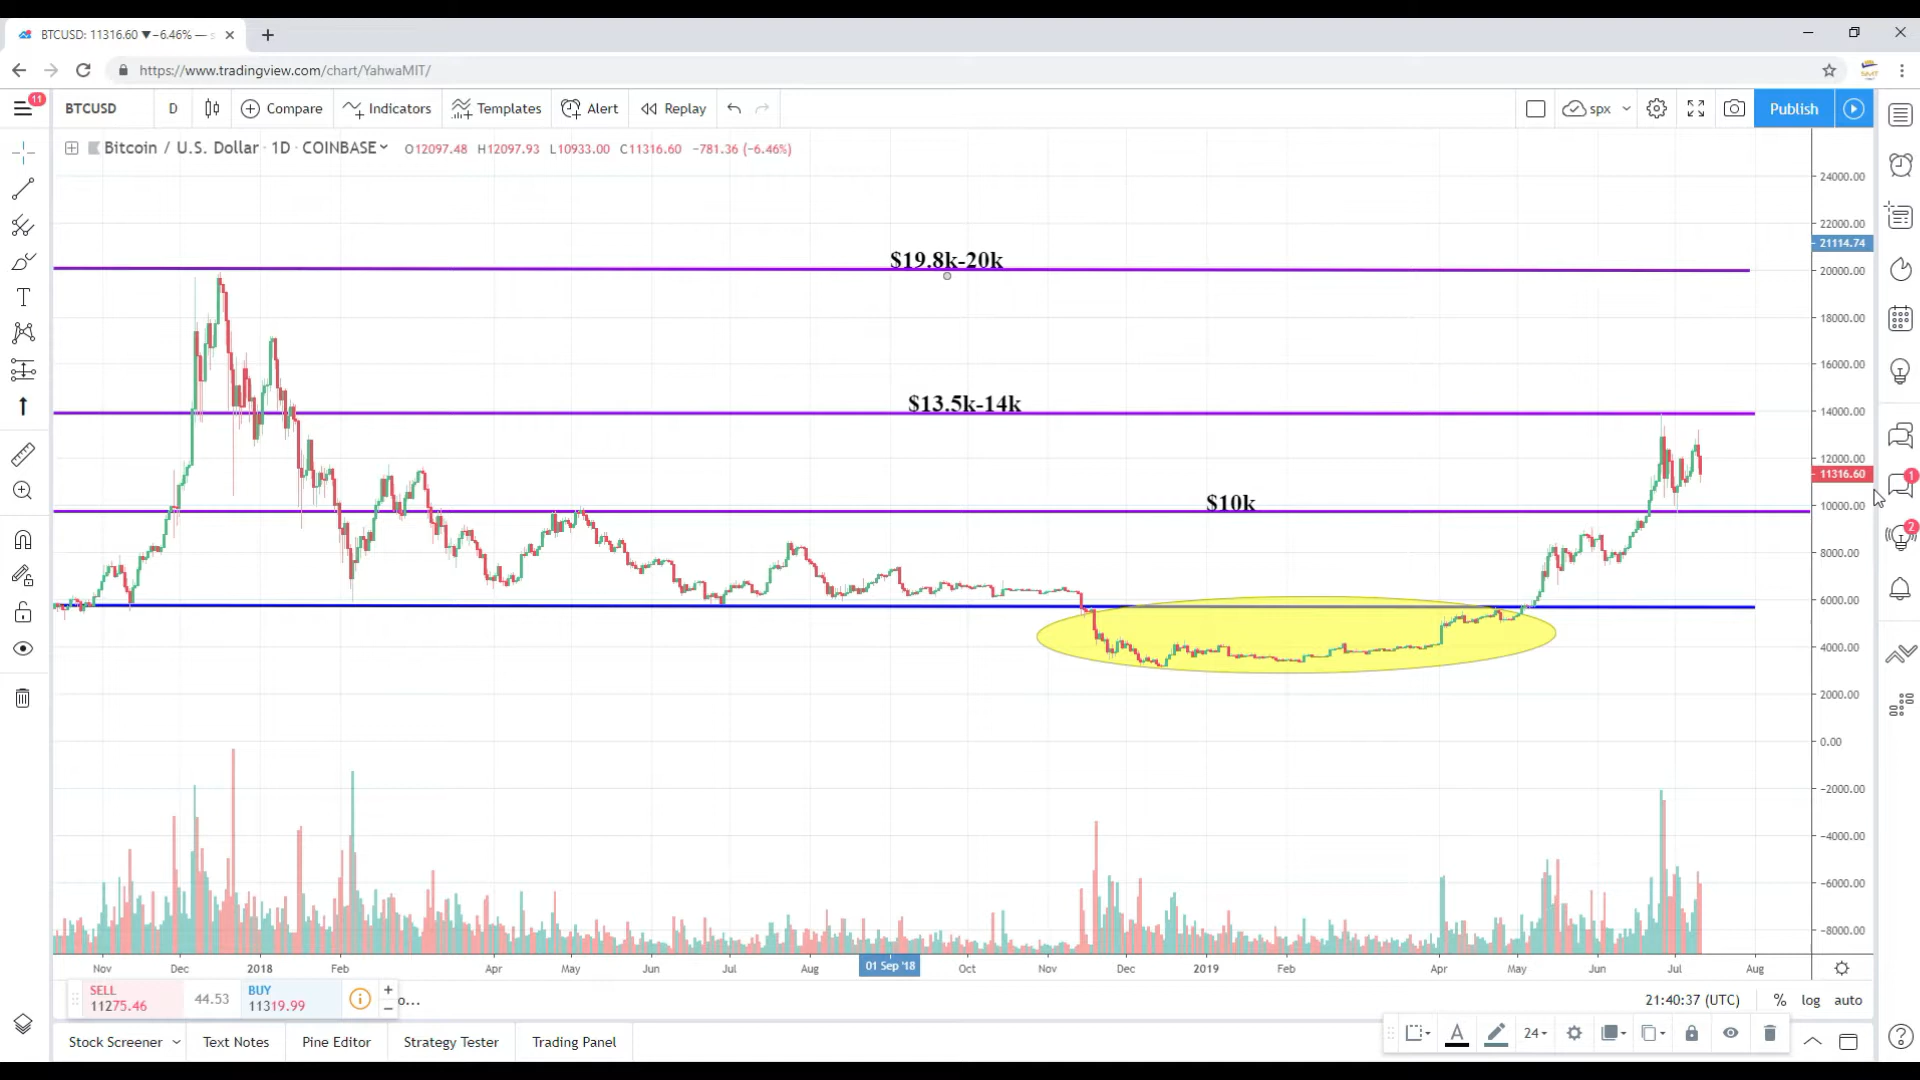 BTCUSD: 11316.60 ▼−6.46% — s
https://www.tradingview.com/chart/YahwaMIT/
SMT
11
BTCUSD D Compare Indicators Templates Alert Replay spx Publish
Bitcoin / U.S. Dollar · 1D · COINBASE O12097.48 H12097.93 L10933.00 C11316.60 −781.36 (−6.46%)
24000.00
22000.00
21114.74
$19.8k-20k
20000.00
18000.00
16000.00
$13.5k-14k
14000.00
12000.00
11316.60
1
$10k
10000.00
2
8000.00
6000.00
4000.00
2000.00
0.00
−2000.00
−4000.00
−6000.00
−8000.00
Nov Dec 2018 Feb Apr May Jun Jul Aug 01 Sep '18 Oct Nov Dec 2019 Feb Apr May Jun Jul Aug
SELL
11275.46
44.53
BUY
11319.99
o...
21:40:37 (UTC) % log auto
24
Stock Screener Text Notes Pine Editor Strategy Tester Trading Panel